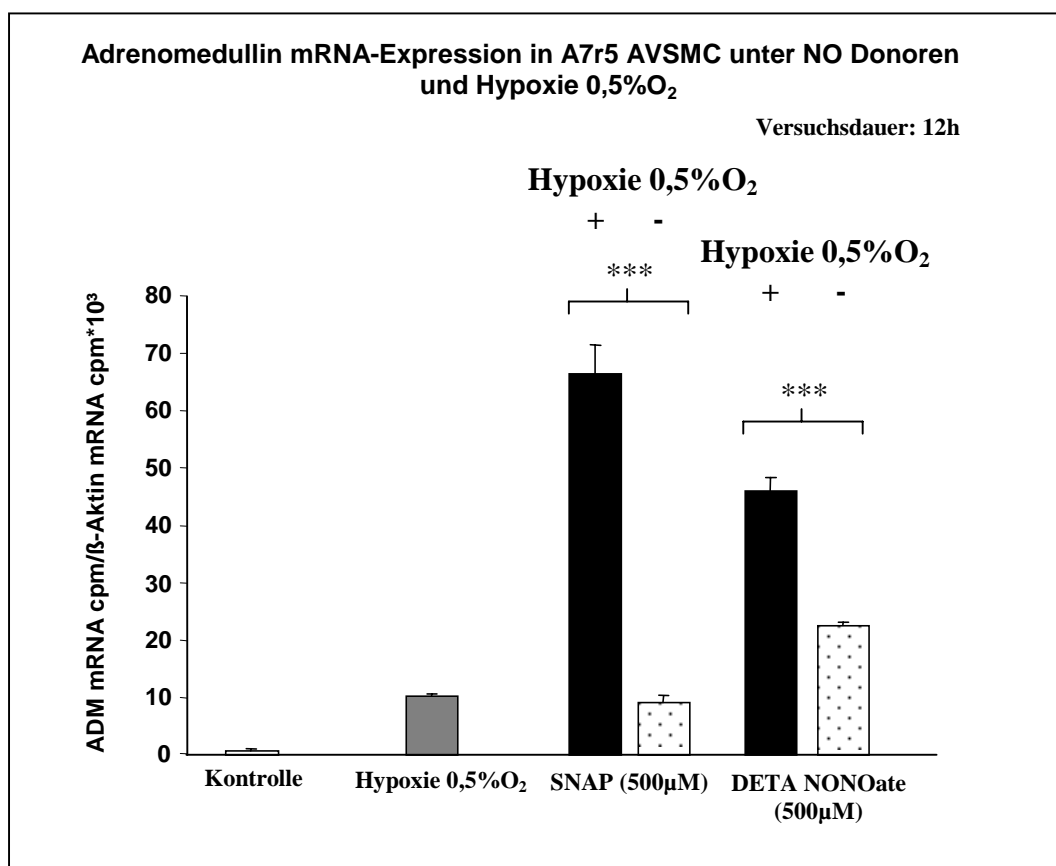 Adrenomedullin mRNA-Expression in A7r5 AVSMC unter NO Donoren
und Hypoxie 0,5%O₂
Versuchsdauer: 12h
Hypoxie 0,5%O₂
+ -
Hypoxie 0,5%O₂
+ -
***
***
ADM mRNA cpm/ß-Aktin mRNA cpm*10³
80
70
60
50
40
30
20
10
0
Kontrolle
Hypoxie 0,5%O₂
SNAP (500µM)
DETA NONOate
(500µM)